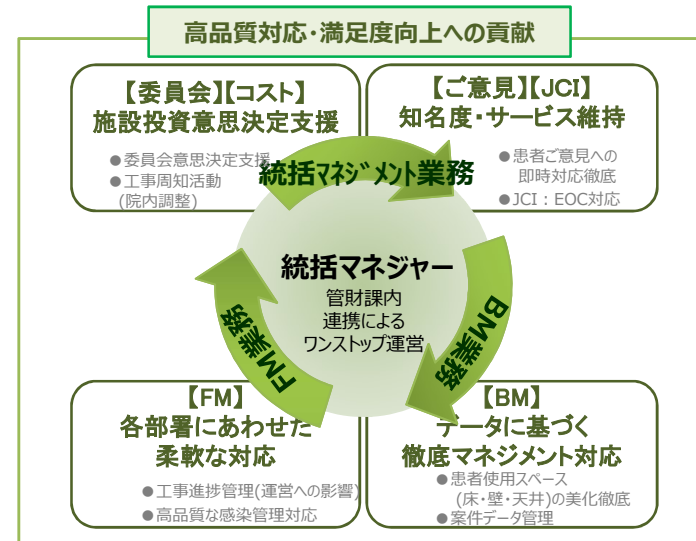 高品質対応・満足度向上への貢献
【委員会】【コスト】
施設投資意思決定支援
●委員会意思決定支援
●工事周知活動
(院内調整)
【ご意見】【JCI】
知名度・サービス維持
●患者ご意見への
即時対応徹底
●JCI：EOC対応
統括マネジメント業務
統括マネジャー
管財課内
連携による
ワンストップ運営
FM業務
BM業務
【FM】
各部署にあわせた
柔軟な対応
●工事進捗管理(運営への影響)
●高品質な感染管理対応
【BM】
データに基づく
徹底マネジメント対応
●患者使用スペース
(床・壁・天井)の美化徹底
●案件データ管理